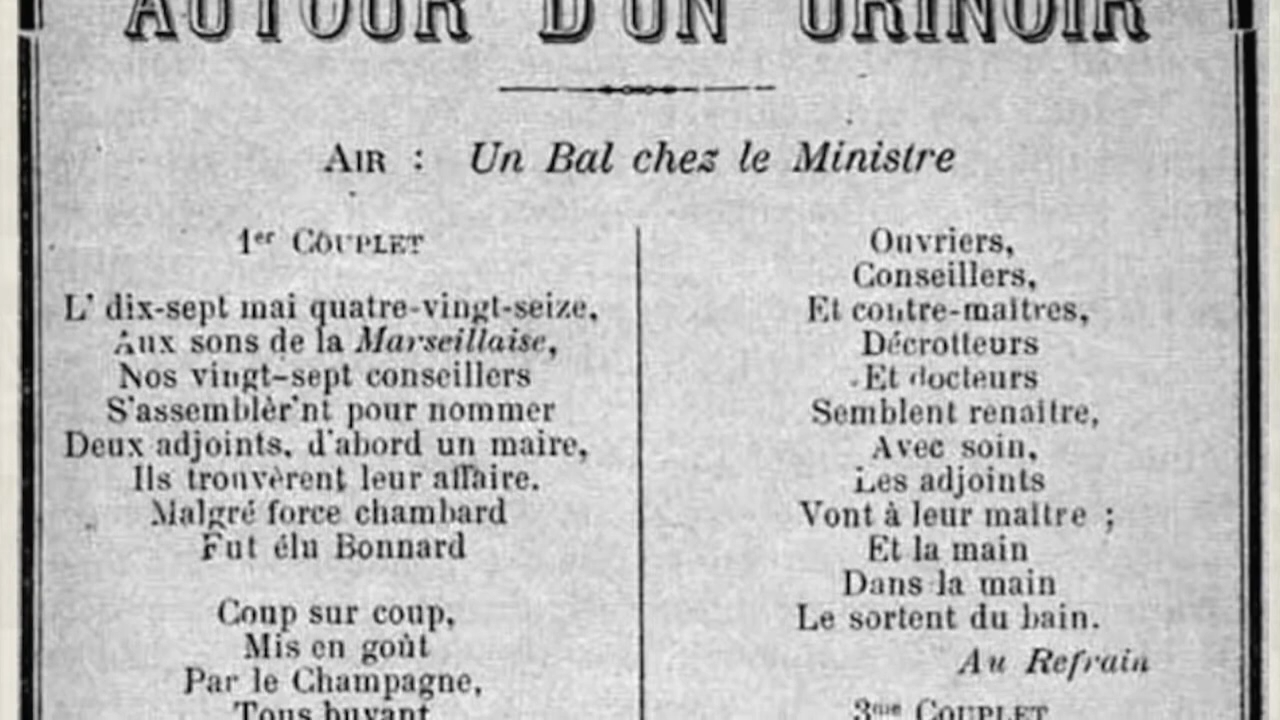 AUTOUR D'UN URINOIR
AIR : Un Bal chez le Ministre
1er COUPLET
L' dix-sept mai quatre-vingt-seize,
Aux sons de la Marseillaise,
Nos vingt-sept conseillers
S'assemblèr'nt pour nommer
Deux adjoints, d'abord un maire,
Ils trouvèrent leur affaire.
Malgré force chambard
Fut élu Bonnard
Coup sur coup,
Mis en goût
Par le Champagne,
Tous buvant
Ouvriers,
Conseillers,
Et contre-maîtres,
Décrotteurs
Et docteurs
Semblent renaître,
Avec soin,
Les adjoints
Vont à leur maître ;
Et la main
Dans la main
Le sortent du bain.
Au Refrain
3me COUPLET